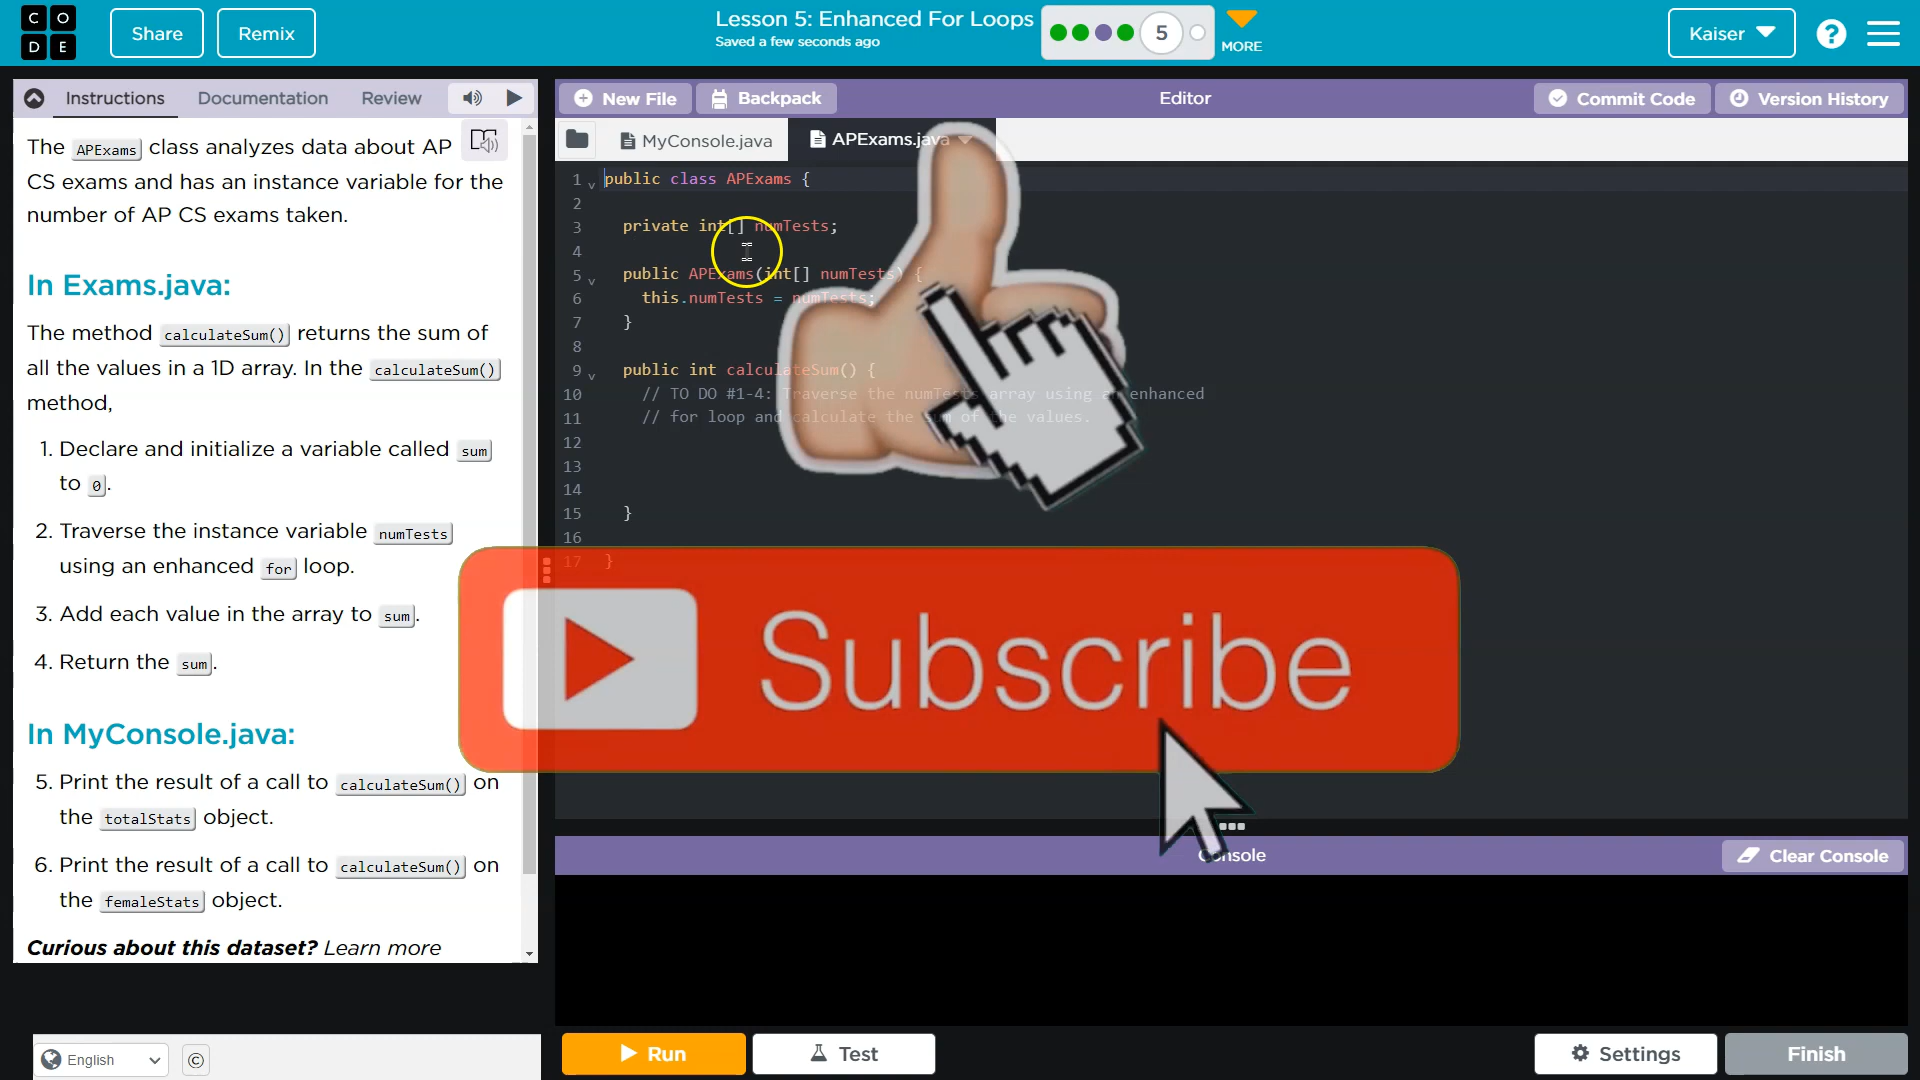 C O
D E
Share
Remix
Lesson 5: Enhanced For Loops
Saved a few seconds ago
5
MORE
Kaiser
?
Instructions
Documentation
Review
New File
Backpack
Editor
Commit Code
Version History
MyConsole.java
APExams.java
The APExams class analyzes data about AP
CS exams and has an instance variable for the
number of AP CS exams taken.
In Exams.java:
The method calculateSum() returns the sum of
all the values in a 1D array. In the calculateSum()
method,
1. Declare and initialize a variable called sum
to 0.
2. Traverse the instance variable numTests
using an enhanced for loop.
3. Add each value in the array to sum.
4. Return the sum.
In MyConsole.java:
5. Print the result of a call to calculateSum() on
the totalStats object.
6. Print the result of a call to calculateSum() on
the femaleStats object.
Curious about this dataset? Learn more
1 public class APExams {
2
3 private int[] numTests;
4
5 public APExams(int[] numTests) {
6 this.numTests = numTests;
7 }
8
9 public int calculateSum() {
10 // TO DO #1-4: Traverse the numTests array using an enhanced
11 // for loop and calculate the sum of the values.
12
13
14
15 }
16
17 }
Subscribe
Console
Clear Console
English
©
Run
Test
Settings
Finish